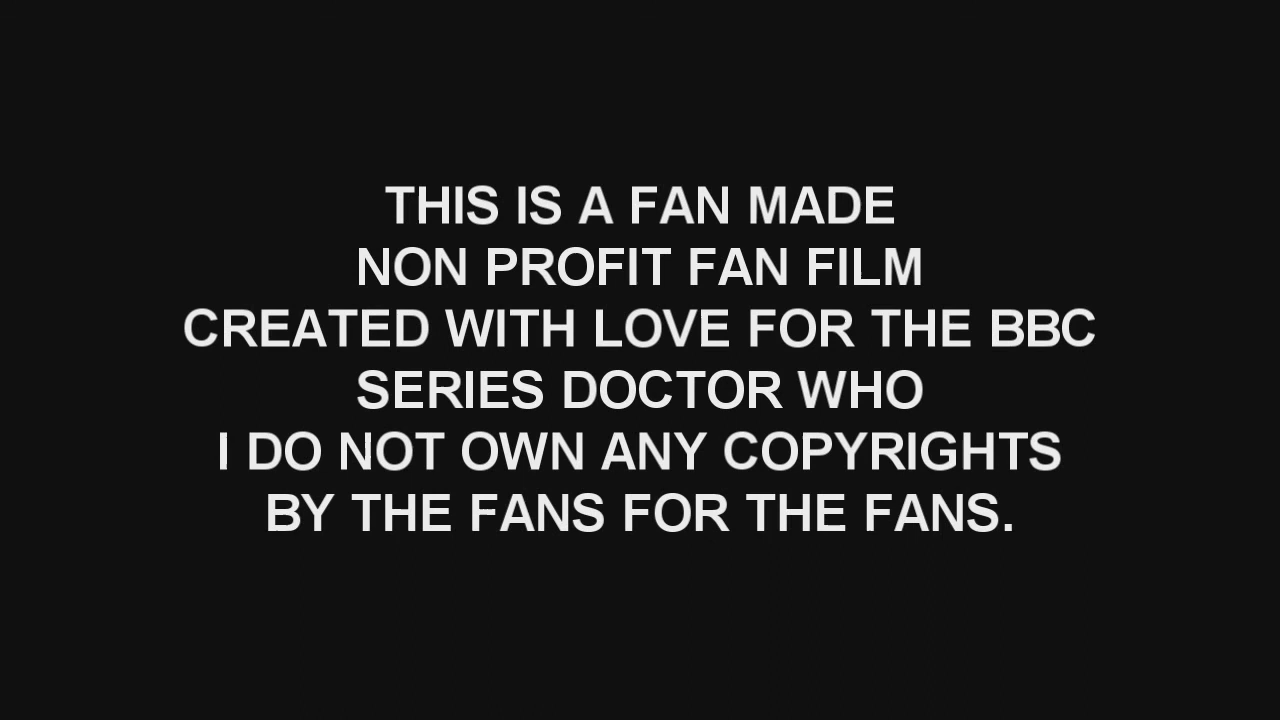 THIS IS A FAN MADE
NON PROFIT FAN FILM
CREATED WITH LOVE FOR THE BBC
SERIES DOCTOR WHO
I DO NOT OWN ANY COPYRIGHTS
BY THE FANS FOR THE FANS.